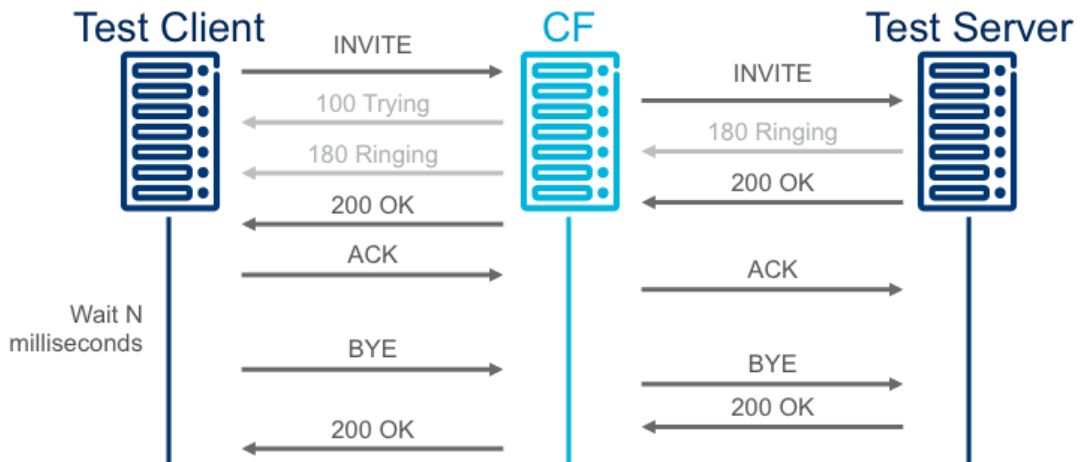 Test Client
CF
Test Server
INVITE
INVITE
100 Trying
180 Ringing
180 Ringing
200 OK
200 OK
ACK
ACK
Wait N
milliseconds
BYE
BYE
200 OK
200 OK